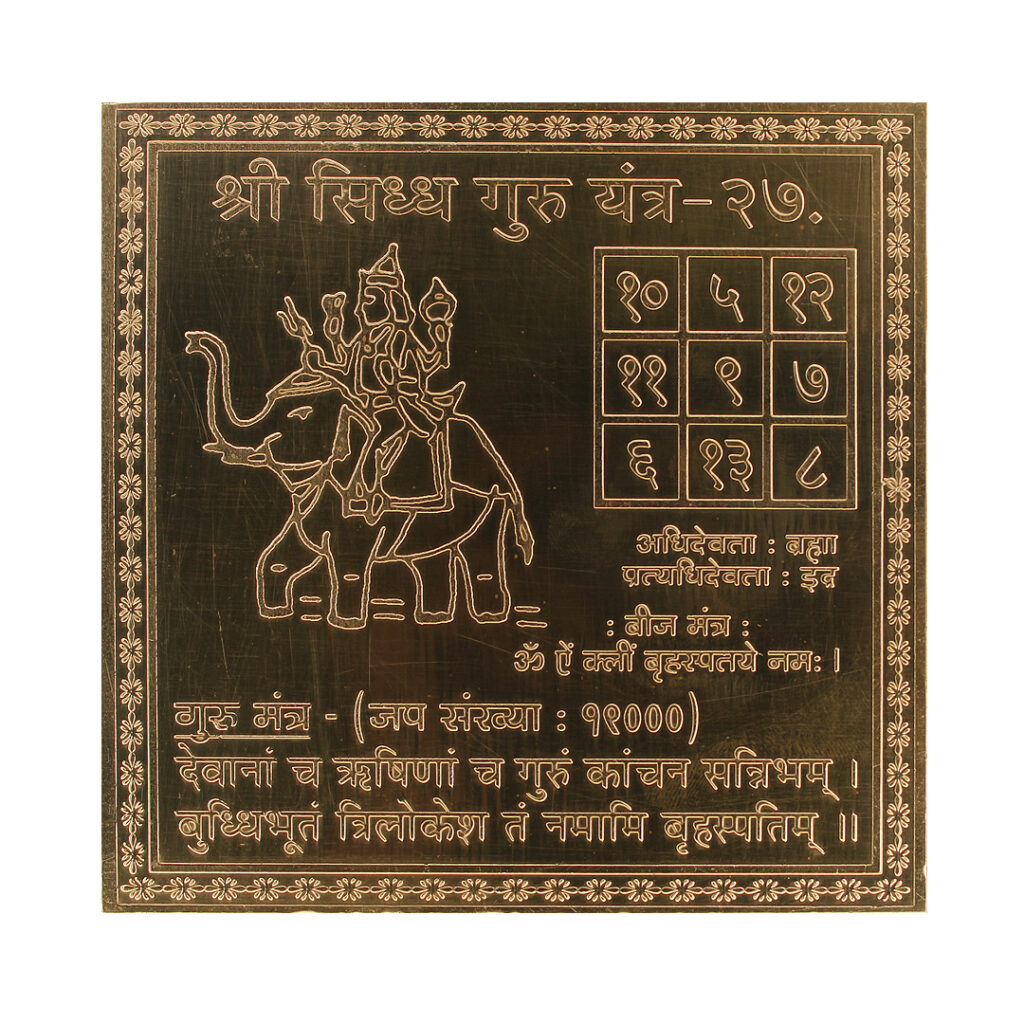 श्री सिध्ध गुरु यंत्र-२७.
१० ५ १२
११ ९ ७
६ १३ ८
अधिदेवता : ब्रह्मा
प्रत्यधिदेवता : इंद्र
: बीज मंत्र :
ॐ ऐं क्लीं बृहस्पतये नमः ।
गुरु मंत्र - (जप संख्या : १९०००)
देवानां च ऋषिणां च गुरुं कांचन सन्निभम् ।
बुध्धिभूतं त्रिलोकेश तं नमामि बृहस्पतिम् ॥